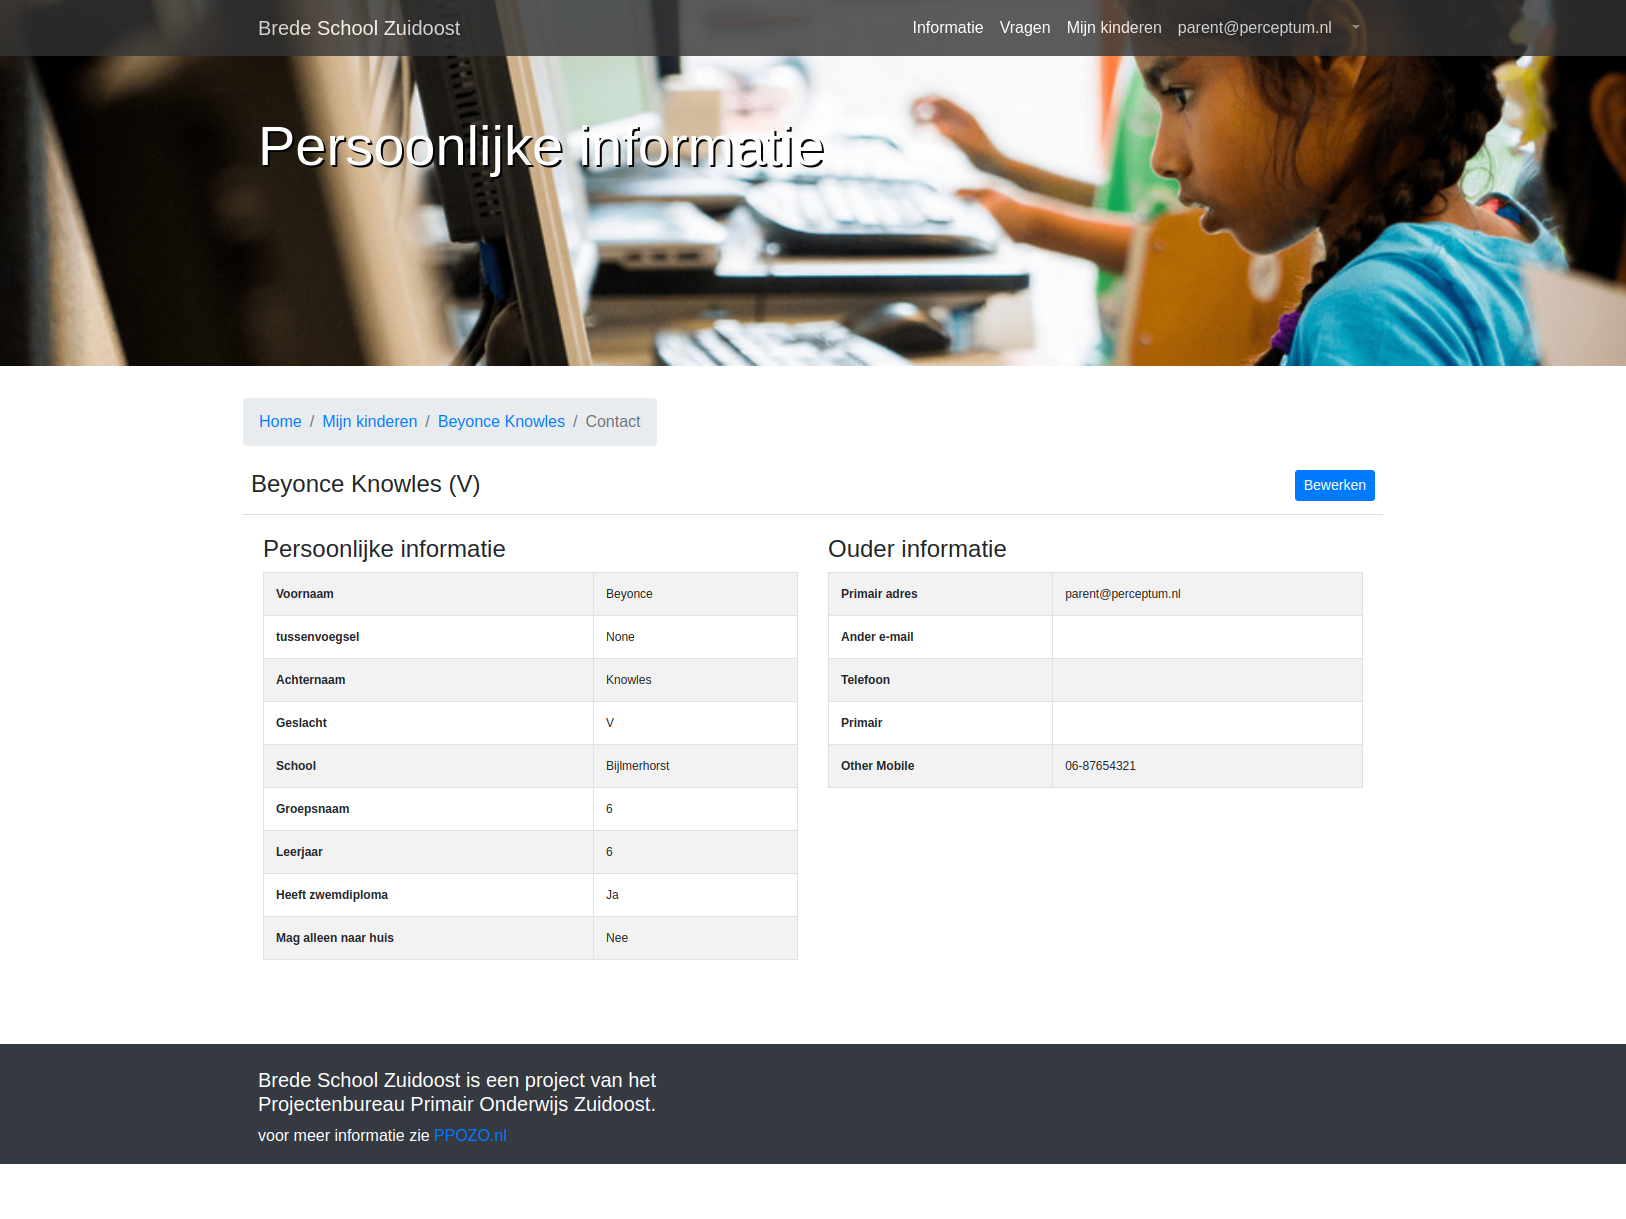 Brede School Zuidoost
Informatie Vragen Mijn kinderen parent@perceptum.nl
Persoonlijke informatie
Home / Mijn kinderen / Beyonce Knowles / Contact
Beyonce Knowles (V)
Bewerken
Persoonlijke informatie
Voornaam Beyonce
tussenvoegsel None
Achternaam Knowles
Geslacht V
School Bijlmerhorst
Groepsnaam 6
Leerjaar 6
Heeft zwemdiploma Ja
Mag alleen naar huis Nee
Ouder informatie
Primair adres parent@perceptum.nl
Ander e-mail
Telefoon
Primair
Other Mobile 06-87654321
Brede School Zuidoost is een project van het
Projectenbureau Primair Onderwijs Zuidoost.
voor meer informatie zie PPOZO.nl